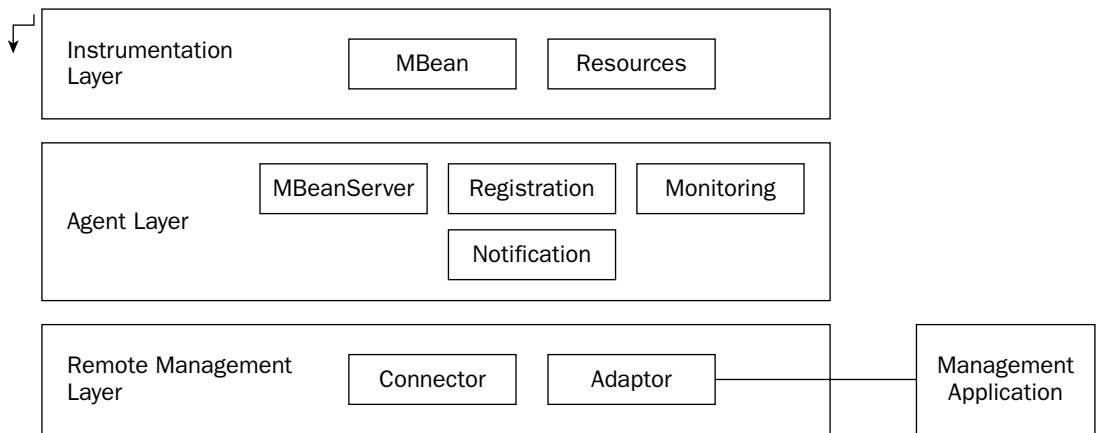 Instrumentation
Layer
MBean
Resources
MBeanServer
Registration
Monitoring
Agent Layer
Notification
Remote Management
Layer
Connector
Adaptor
Management
Application